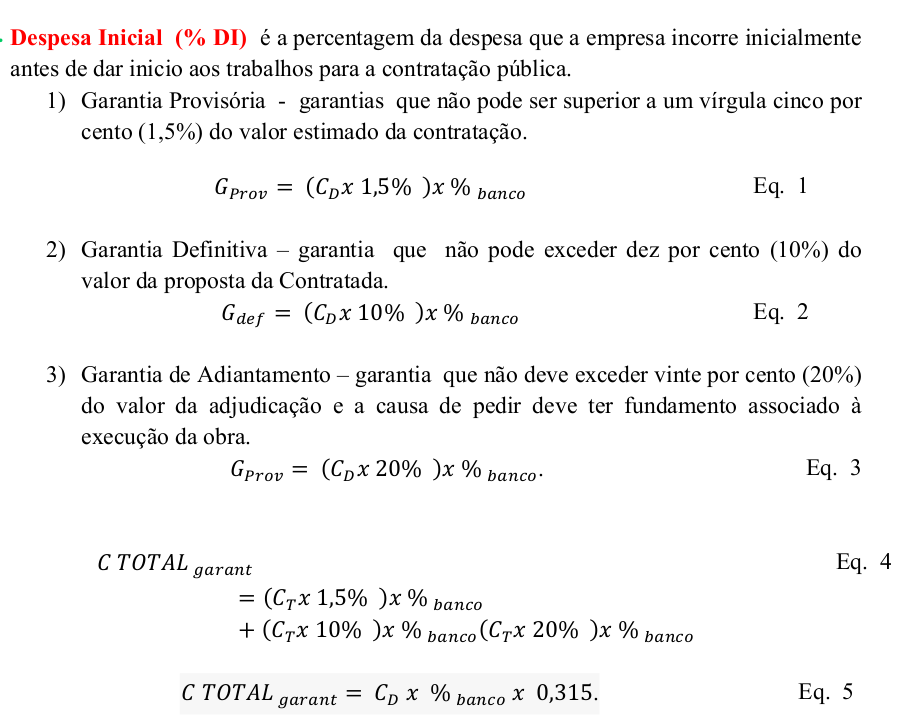 Despesa Inicial (% DI) é a percentagem da despesa que a empresa incorre inicialmente
antes de dar inicio aos trabalhos para a contratação pública.
1) Garantia Provisória - garantias que não pode ser superior a um vírgula cinco por
cento (1,5%) do valor estimado da contratação.
G Prov = (C_D x 1,5% )x % banco Eq. 1
2) Garantia Definitiva – garantia que não pode exceder dez por cento (10%) do
valor da proposta da Contratada.
G def = (C_D x 10% )x % banco Eq. 2
3) Garantia de Adiantamento – garantia que não deve exceder vinte por cento (20%)
do valor da adjudicação e a causa de pedir deve ter fundamento associado à
execução da obra.
G Prov = (C_D x 20% )x % banco. Eq. 3
C TOTAL garant Eq. 4
= (C_T x 1,5% )x % banco
+ (C_T x 10% )x % banco (C_T x 20% )x % banco
C TOTAL garant = C_D x % banco x 0,315. Eq. 5